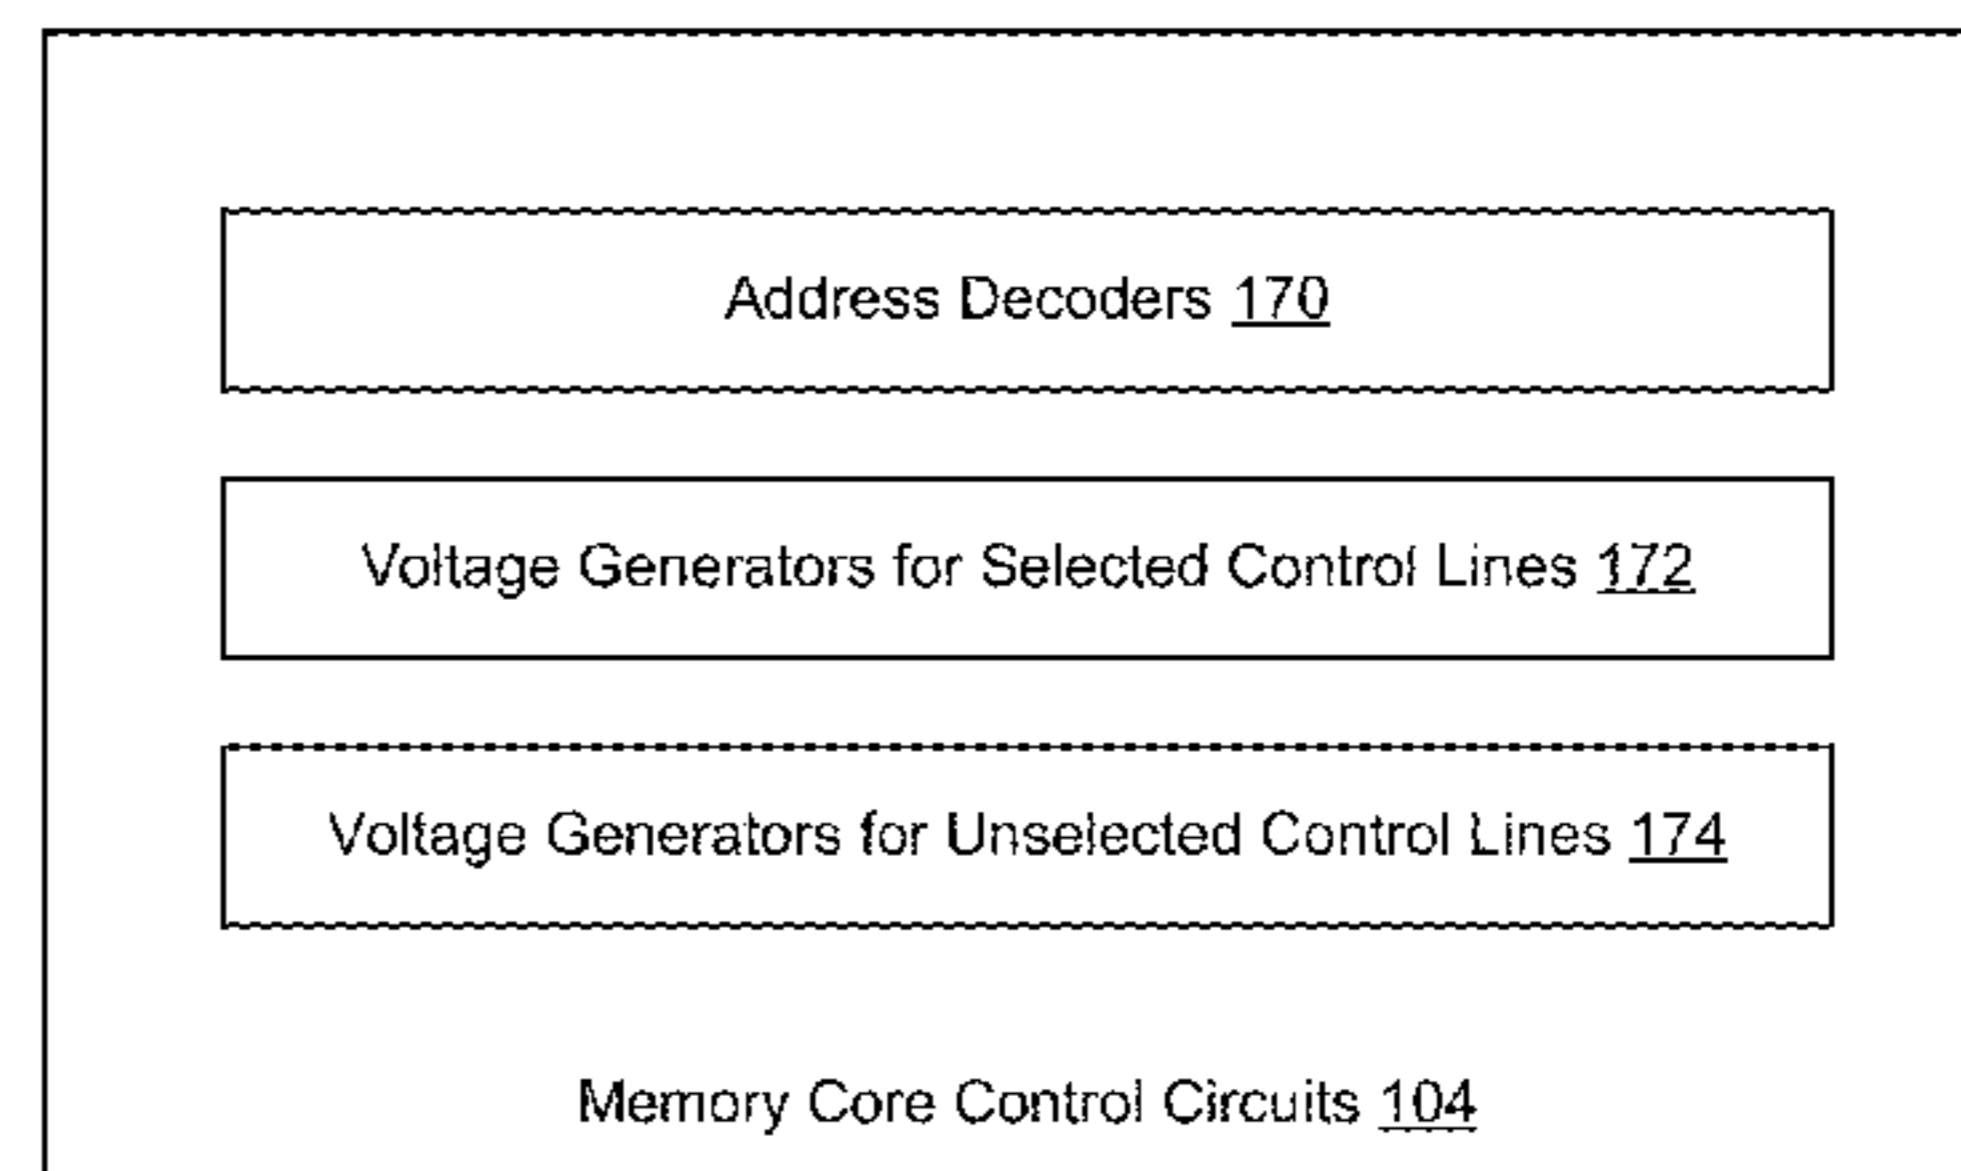 Address Decoders 170
Voltage Generators for Selected Control Lines 172
Voltage Generators for Unselected Control Lines 174
Memory Core Control Circuits 104